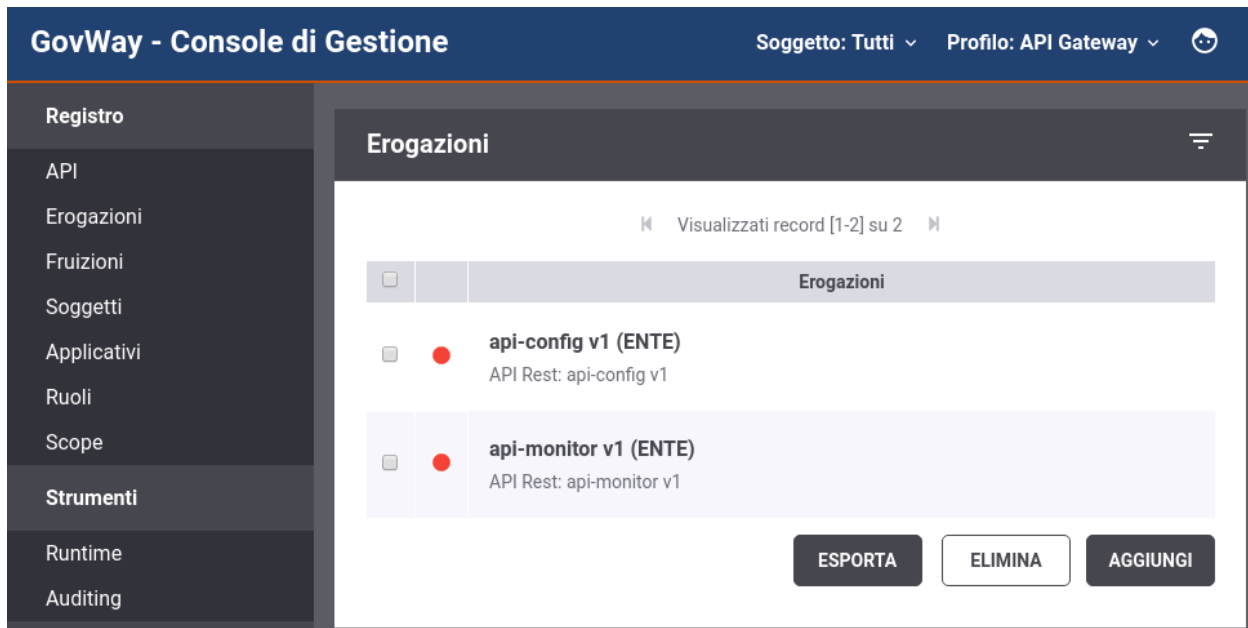 GovWay - Console di Gestione
Soggetto: Tutti
Profilo: API Gateway
Registro
API
Erogazioni
Fruizioni
Soggetti
Applicativi
Ruoli
Scope
Strumenti
Runtime
Auditing
Erogazioni
Visualizzati record [1-2] su 2
Erogazioni
api-config v1 (ENTE)
API Rest: api-config v1
api-monitor v1 (ENTE)
API Rest: api-monitor v1
ESPORTA
ELIMINA
AGGIUNGI